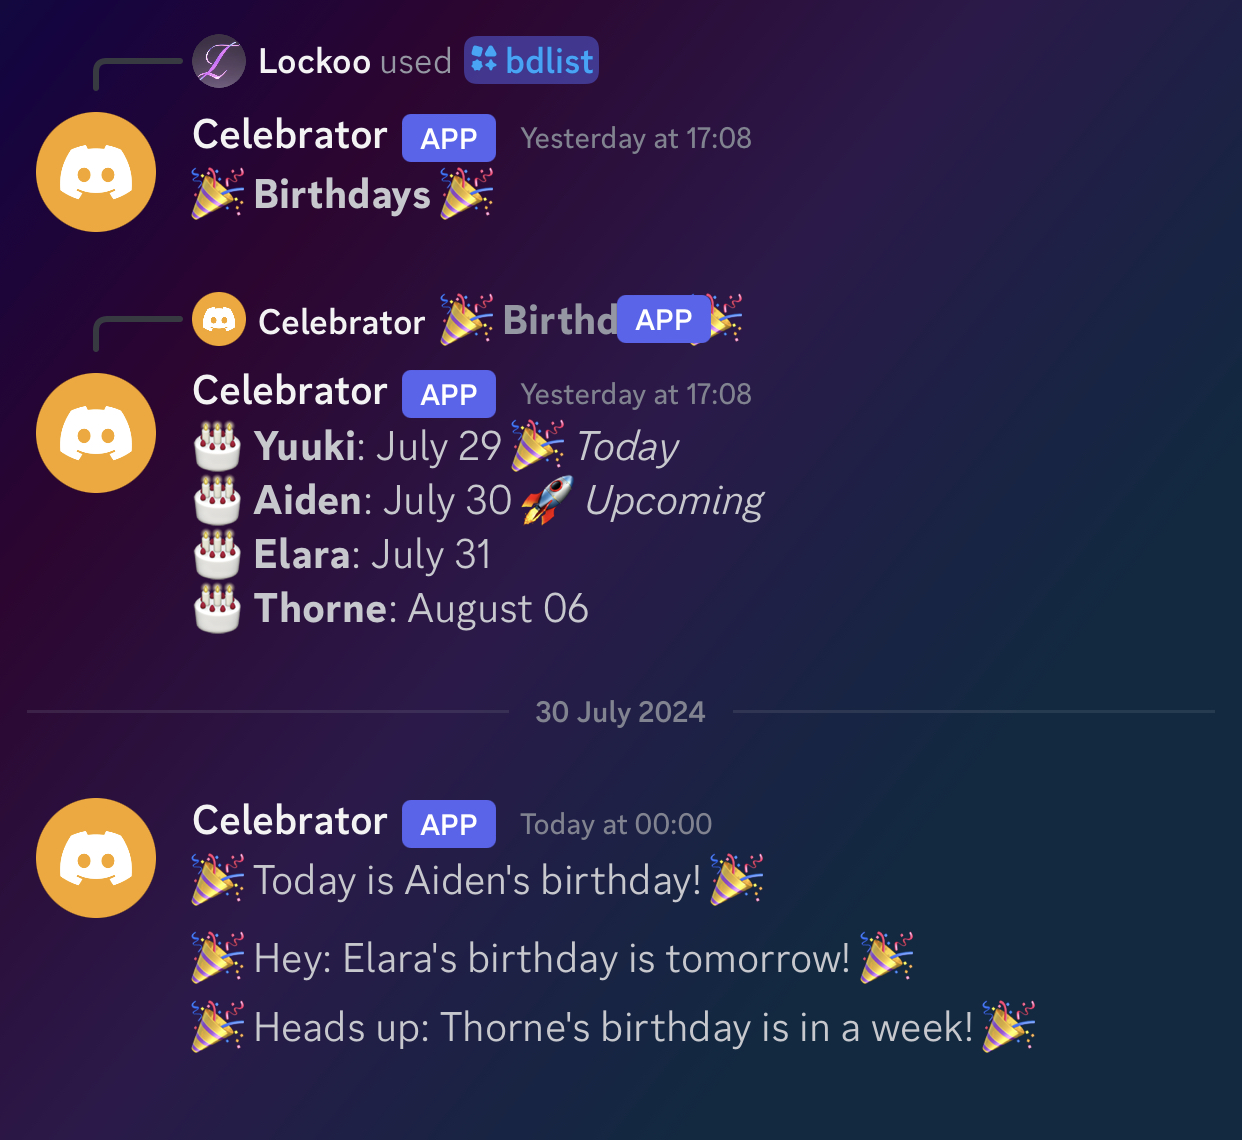 Lockoo used bdlist
Celebrator APP Yesterday at 17:08
🎉 Birthdays 🎉
Celebrator 🎉 Birthd APP 🎉
Celebrator APP Yesterday at 17:08
🎂 Yuuki: July 29 🎉 Today
🎂 Aiden: July 30 🚀 Upcoming
🎂 Elara: July 31
🎂 Thorne: August 06
30 July 2024
Celebrator APP Today at 00:00
🎉 Today is Aiden's birthday! 🎉
🎉 Hey: Elara's birthday is tomorrow! 🎉
🎉 Heads up: Thorne's birthday is in a week! 🎉